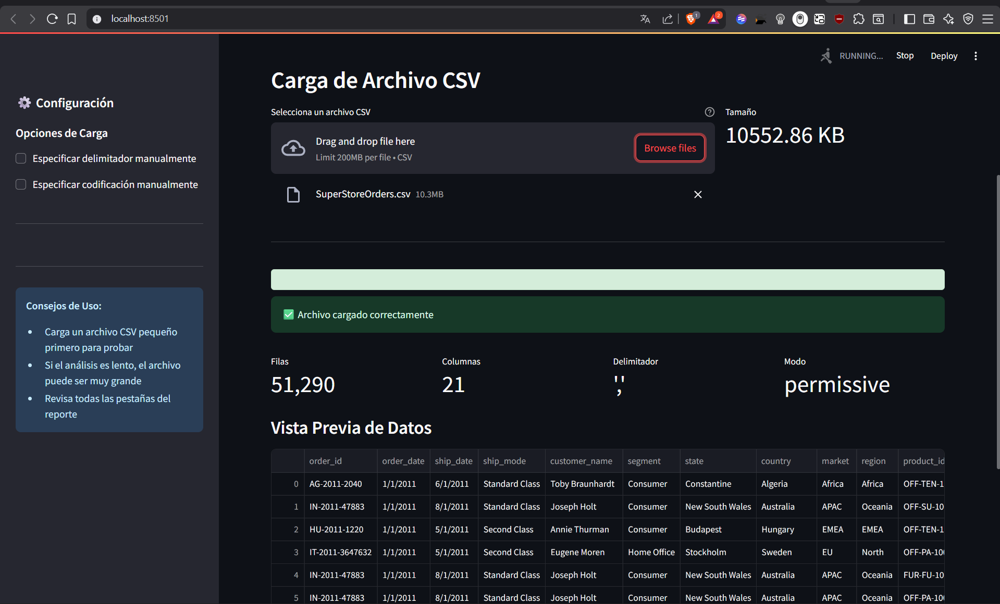 localhost:8501
1
2
RUNNING...
Stop
Deploy
Configuración
Opciones de Carga
Especificar delimitador manualmente
Especificar codificación manualmente
Consejos de Uso:
Carga un archivo CSV pequeño
primero para probar
Si el análisis es lento, el archivo
puede ser muy grande
Revisa todas las pestañas del
reporte
Carga de Archivo CSV
Selecciona un archivo CSV
Drag and drop file here
Limit 200MB per file • CSV
Browse files
Tamaño
10552.86 KB
SuperStoreOrders.csv 10.3MB
Archivo cargado correctamente
Filas Columnas Delimitador Modo
51,290 21 ',' permissive
Vista Previa de Datos
order_id order_date ship_date ship_mode customer_name segment state country market region product_id
0 AG-2011-2040 1/1/2011 6/1/2011 Standard Class Toby Braunhardt Consumer Constantine Algeria Africa Africa OFF-TEN-1
1 IN-2011-47883 1/1/2011 8/1/2011 Standard Class Joseph Holt Consumer New South Wales Australia APAC Oceania OFF-SU-10
2 HU-2011-1220 1/1/2011 5/1/2011 Second Class Annie Thurman Consumer Budapest Hungary EMEA EMEA OFF-TEN-1
3 IT-2011-3647632 1/1/2011 5/1/2011 Second Class Eugene Moren Home Office Stockholm Sweden EU North OFF-PA-100
4 IN-2011-47883 1/1/2011 8/1/2011 Standard Class Joseph Holt Consumer New South Wales Australia APAC Oceania FUR-FU-10
5 IN-2011-47883 1/1/2011 8/1/2011 Standard Class Joseph Holt Consumer New South Wales Australia APAC Oceania OFF-PA-100